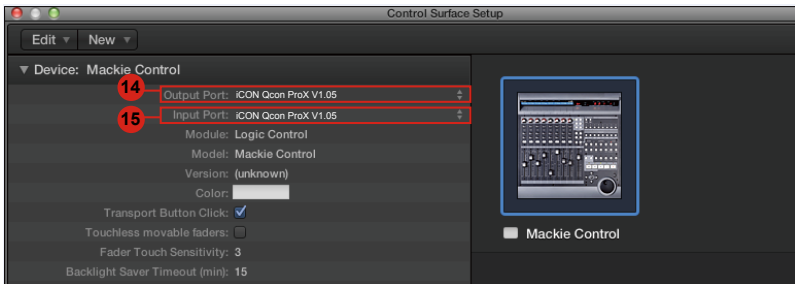 Control Surface Setup
Edit New
Device: Mackie Control
14 Output Port: iCON Qcon ProX V1.05
15 Input Port: iCON Qcon ProX V1.05
Module: Logic Control
Model: Mackie Control
Version: (unknown)
Color:
Transport Button Click:
Touchless movable faders:
Fader Touch Sensitivity: 3
Backlight Saver Timeout (min): 15
Mackie Control